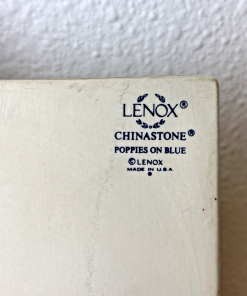 LENOX®
CHINASTONE®
POPPIES ON BLUE
©LENOX
MADE IN U.S.A.